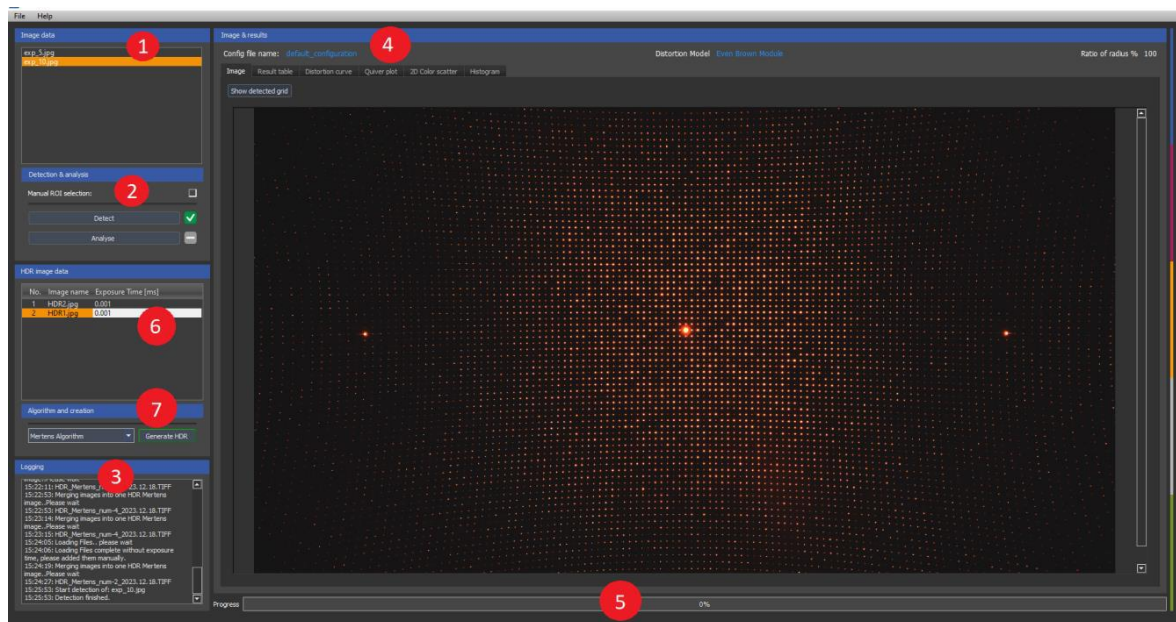 File Help
Image data
1
exp_5.jpg
exp_10.jpg
Detection & analysis
2
Manual ROI selection:
Detect
Analyse
HDR image data
No. Image name Exposure Time [ms]
1 HDR2.jpg 0.001
2 HDR1.jpg 0.001
6
Algorithm and creation
7
Mertens Algorithm Generate HDR
Logging
3
image..Please wait
15:22:11: HDR_Mertens_ 2023.12.18.TIFF
15:22:53: Merging images into one HDR Mertens
image..Please wait
15:22:53: HDR_Mertens_num-4_2023.12.18.TIFF
15:23:14: Merging images into one HDR Mertens
image..Please wait
15:23:15: HDR_Mertens_num-4_2023.12.18.TIFF
15:24:05: Loading Files.. please wait
15:24:06: Loading Files complete without exposure
time, please added them manually.
15:24:19: Merging images into one HDR Mertens
image..Please wait
15:24:27: HDR_Mertens_num-2_2023.12.18.TIFF
15:25:53: Start detection of: exp_10.jpg
15:25:53: Detection finished.
Image & results
4
Config file name: default_configuration Distortion Model Even Brown Module Ratio of radius % 100
Image Result table Distortion curve Quiver plot 2D Color scatter Histogram
Show detected grid
Progress 0%
5